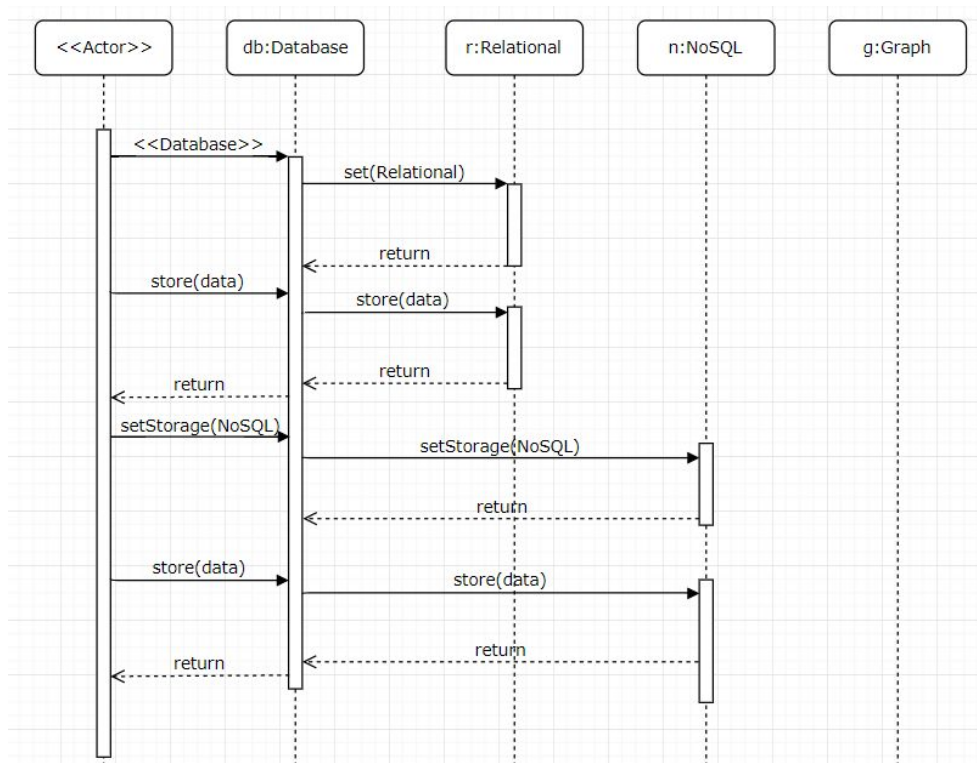 <<Actor>>
db:Database
r:Relational
n:NoSQL
g:Graph
<<Database>>
set(Relational)
return
store(data)
store(data)
return
return
setStorage(NoSQL)
setStorage(NoSQL)
return
store(data)
store(data)
return
return